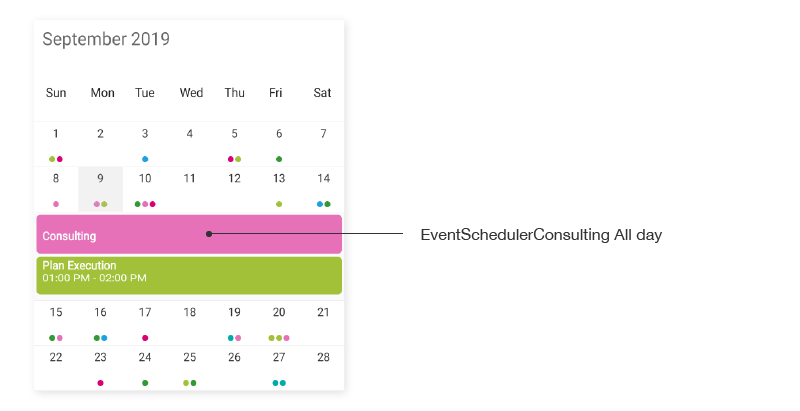 September 2019
Sun Mon Tue Wed Thu Fri Sat
1 2 3 4 5 6 7
8 9 10 11 12 13 14
Consulting
EventSchedulerConsulting All day
Plan Execution
01:00 PM - 02:00 PM
15 16 17 18 19 20 21
22 23 24 25 26 27 28